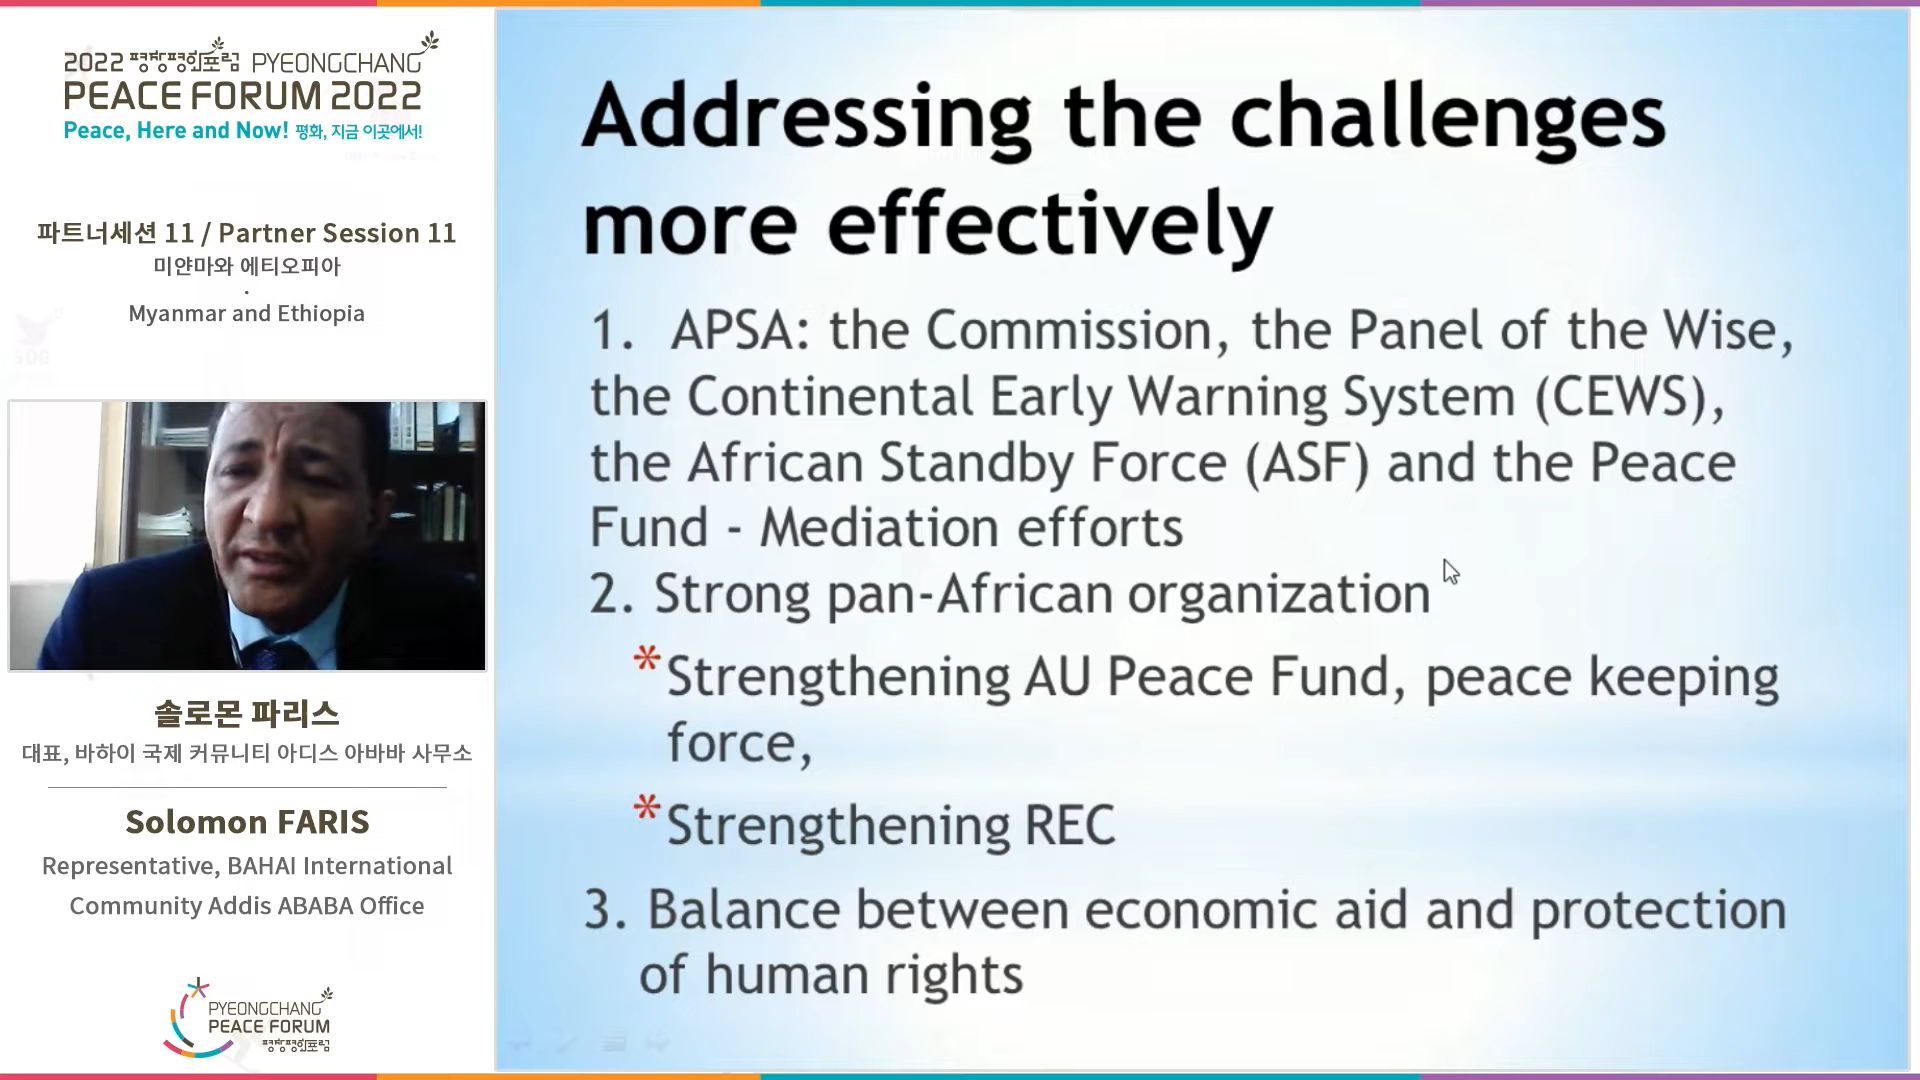 2022 평창평화포럼 PYEONGCHANG
PEACE FORUM 2022
Peace, Here and Now! 평화, 지금 이곳에서!
파트너세션 11 / Partner Session 11
미얀마와 에티오피아
·
Myanmar and Ethiopia
솔로몬 파리스
대표, 바하이 국제 커뮤니티 아디스 아바바 사무소
Solomon FARIS
Representative, BAHAI International
Community Addis ABABA Office
PYEONGCHANG
PEACE FORUM
평창평화포럼
Addressing the challenges
more effectively
1. APSA: the Commission, the Panel of the Wise,
the Continental Early Warning System (CEWS),
the African Standby Force (ASF) and the Peace
Fund - Mediation efforts
2. Strong pan-African organization
*Strengthening AU Peace Fund, peace keeping
force,
*Strengthening REC
3. Balance between economic aid and protection
of human rights